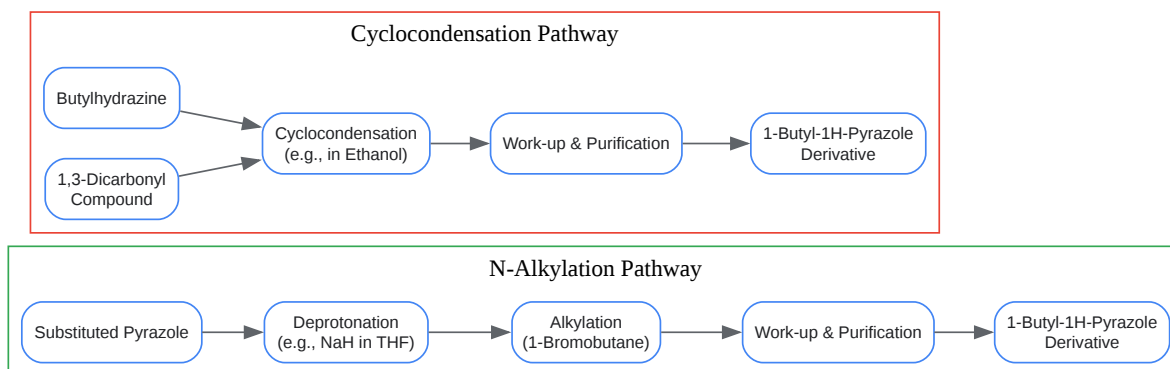 Cyclocondensation Pathway
Butylhydrazine
1,3-Dicarbonyl
Compound
Cyclocondensation
(e.g., in Ethanol)
Work-up & Purification
1-Butyl-1H-Pyrazole
Derivative
N-Alkylation Pathway
Substituted Pyrazole
Deprotonation
(e.g., NaH in THF)
Alkylation
(1-Bromobutane)
Work-up & Purification
1-Butyl-1H-Pyrazole
Derivative